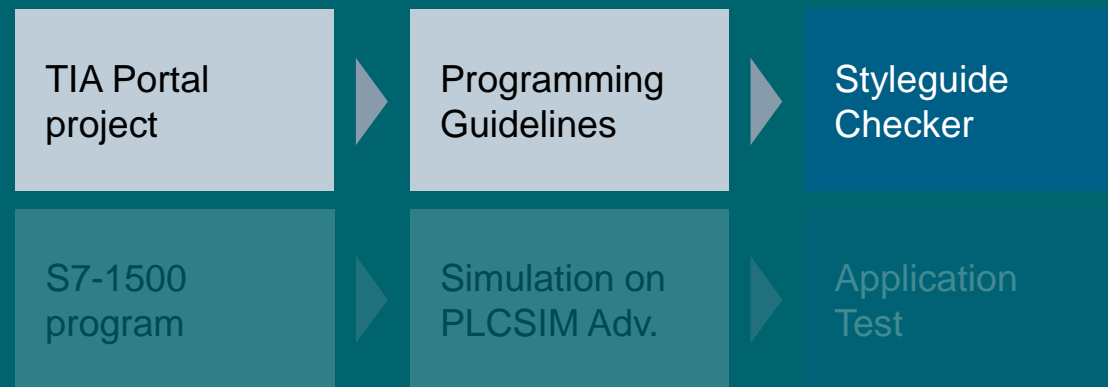 TIA Portal
project
Programming
Guidelines
Styleguide
Checker
S7-1500
program
Simulation on
PLCSIM Adv.
Application
Test